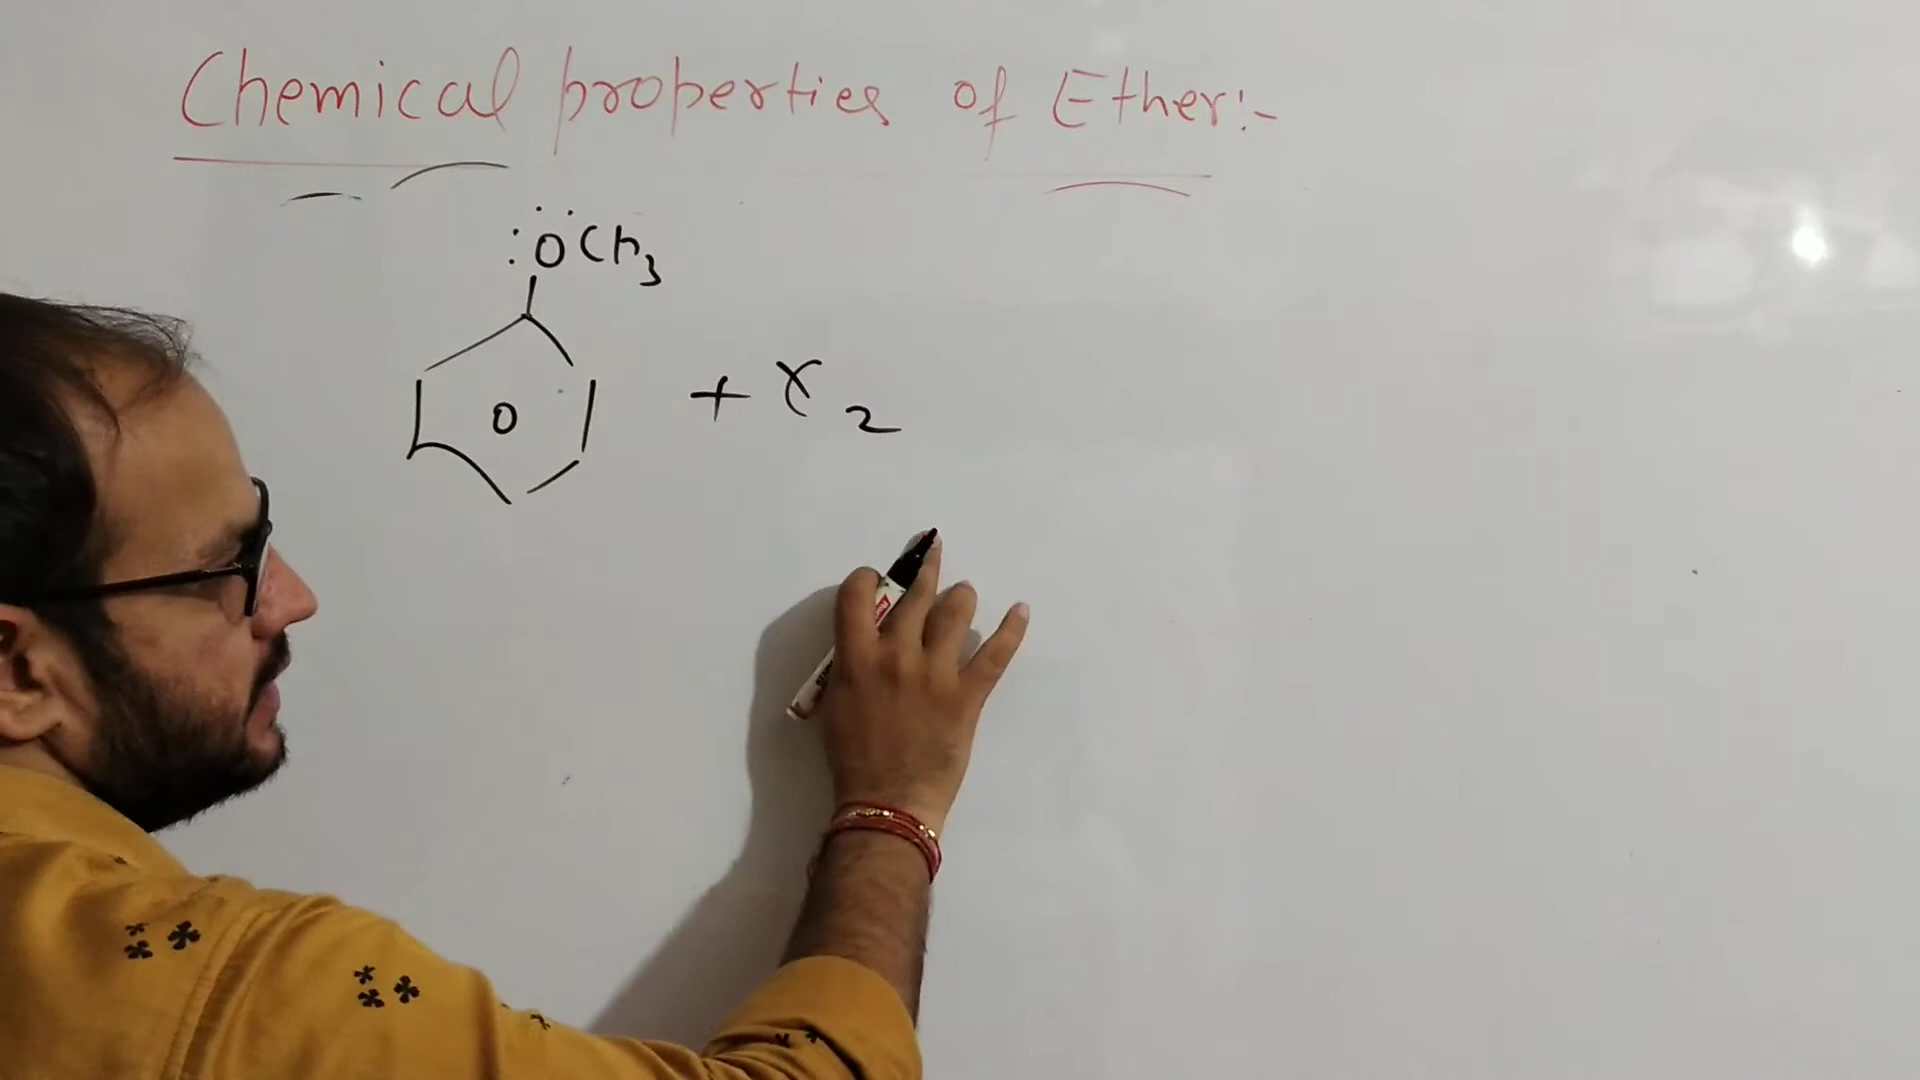 Chemical properties of Ether:-
:ÖCH₃
O + X₂